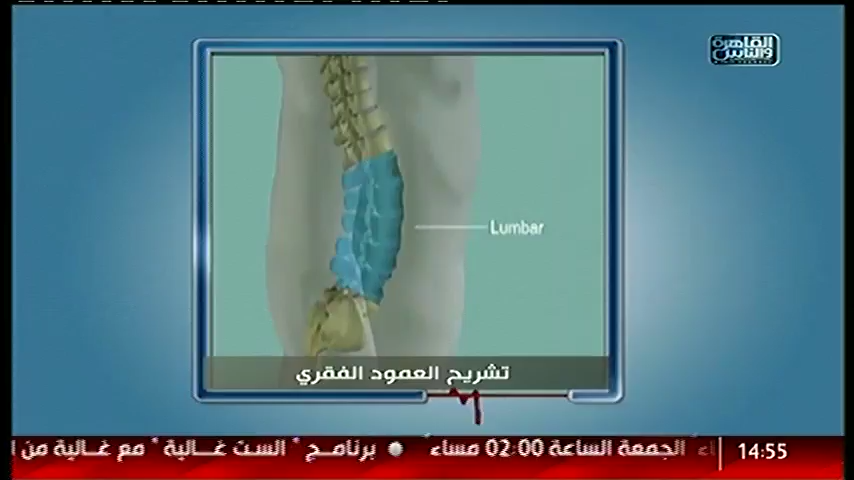 القاهرة
والناس
Lumbar
تشريح العمود الفقري
الجمعة الساعة 02:00 مساء" ● برنامج " الست غالية " مع غالية من
14:55